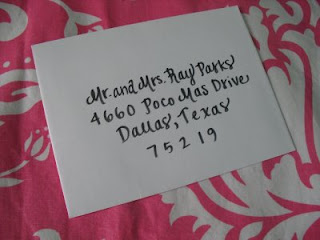 Mr. and Mrs. Ray Parks
4660 Poco Mas Drive
Dallas, Texas
75219